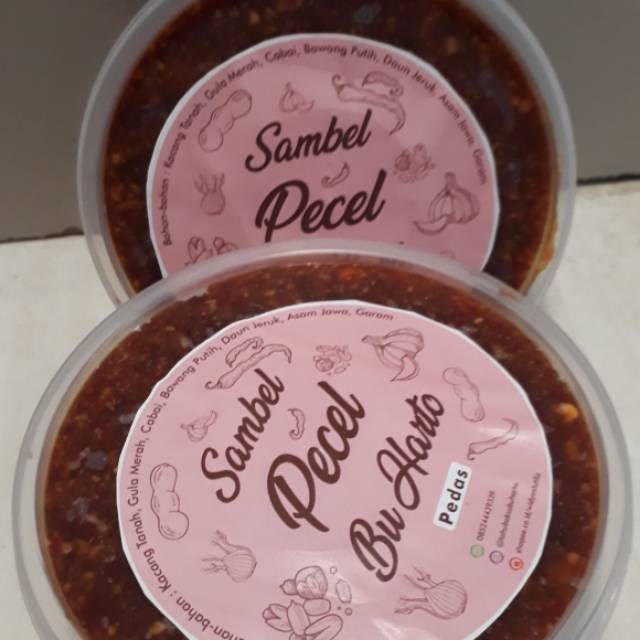 Bahan-bahan : Kacang Tanah, Gula Merah, Cabai, Bawang Putih, Daun Jeruk, Asam Jawa, Garam
Sambel
Pecel
Bahan-bahan : Kacang Tanah, Gula Merah, Cabai, Bawang Putih, Daun Jeruk, Asam Jawa, Garam
Sambel
Pecel
Bu Harto
Pedas